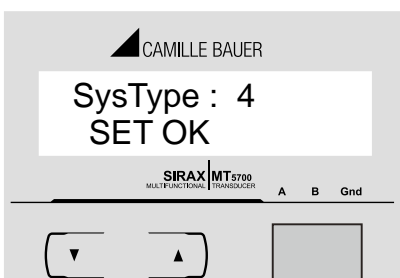 CAMILLE BAUER
SysType : 4
SET OK
SIRAX MT5700
MULTIFUNCTIONAL TRANSDUCER
A B Gnd